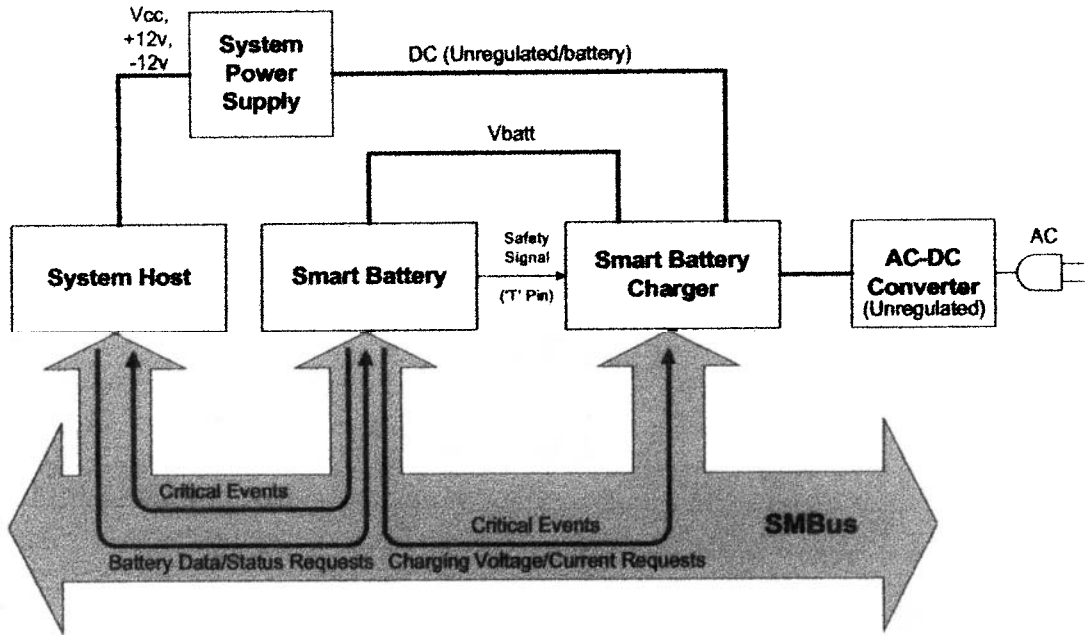 Vcc,
+12v,
-12v
System
Power
Supply
DC (Unregulated/battery)
Vbatt
System Host
Smart Battery
Safety
Signal
('T' Pin)
Smart Battery
Charger
AC-DC
Converter
(Unregulated)
AC
Critical Events
Battery Data/Status Requests
Critical Events
Charging Voltage/Current Requests
SMBus